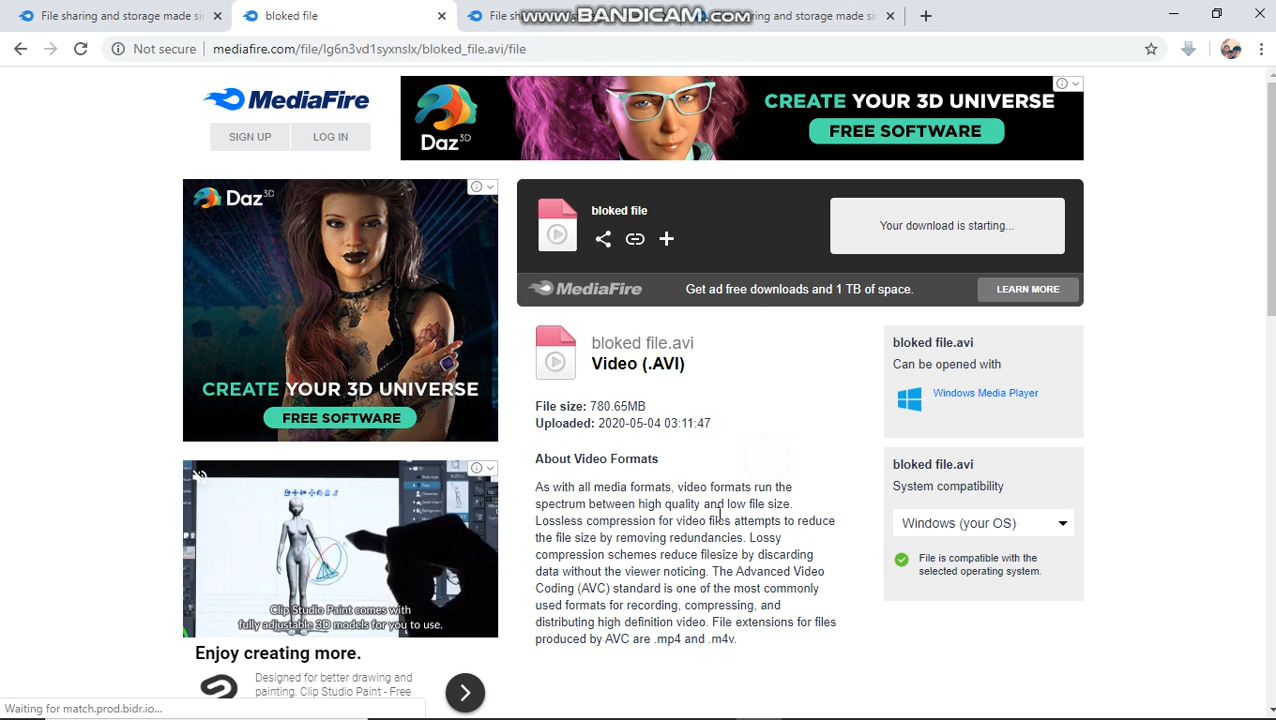 File sharing and storage made sim
bloked file
File sh
www.BANDICAM.com
ring and storage made sim
Not secure
mediafire.com/file/lg6n3vd1syxnslx/bloked_file.avi/file
MediaFire
SIGN UP
LOG IN
Daz 3D
CREATE YOUR 3D UNIVERSE
FREE SOFTWARE
Daz 3D
CREATE YOUR 3D UNIVERSE
FREE SOFTWARE
bloked file
Your download is starting...
MediaFire
Get ad free downloads and 1 TB of space.
LEARN MORE
bloked file.avi
Video (.AVI)
File size: 780.65MB
Uploaded: 2020-05-04 03:11:47
About Video Formats
As with all media formats, video formats run the
spectrum between high quality and low file size.
Lossless compression for video files attempts to reduce
the file size by removing redundancies. Lossy
compression schemes reduce filesize by discarding
data without the viewer noticing. The Advanced Video
Coding (AVC) standard is one of the most commonly
used formats for recording, compressing, and
distributing high definition video. File extensions for files
produced by AVC are .mp4 and .m4v.
bloked file.avi
Can be opened with
Windows Media Player
bloked file.avi
System compatibility
Windows (your OS)
File is compatible with the
selected operating system.
Clip Studio Paint comes with
fully adjustable 3D models for you to use.
Enjoy creating more.
Designed for better drawing and
painting. Clip Studio Paint - Free
Waiting for match.prod.bidr.io...